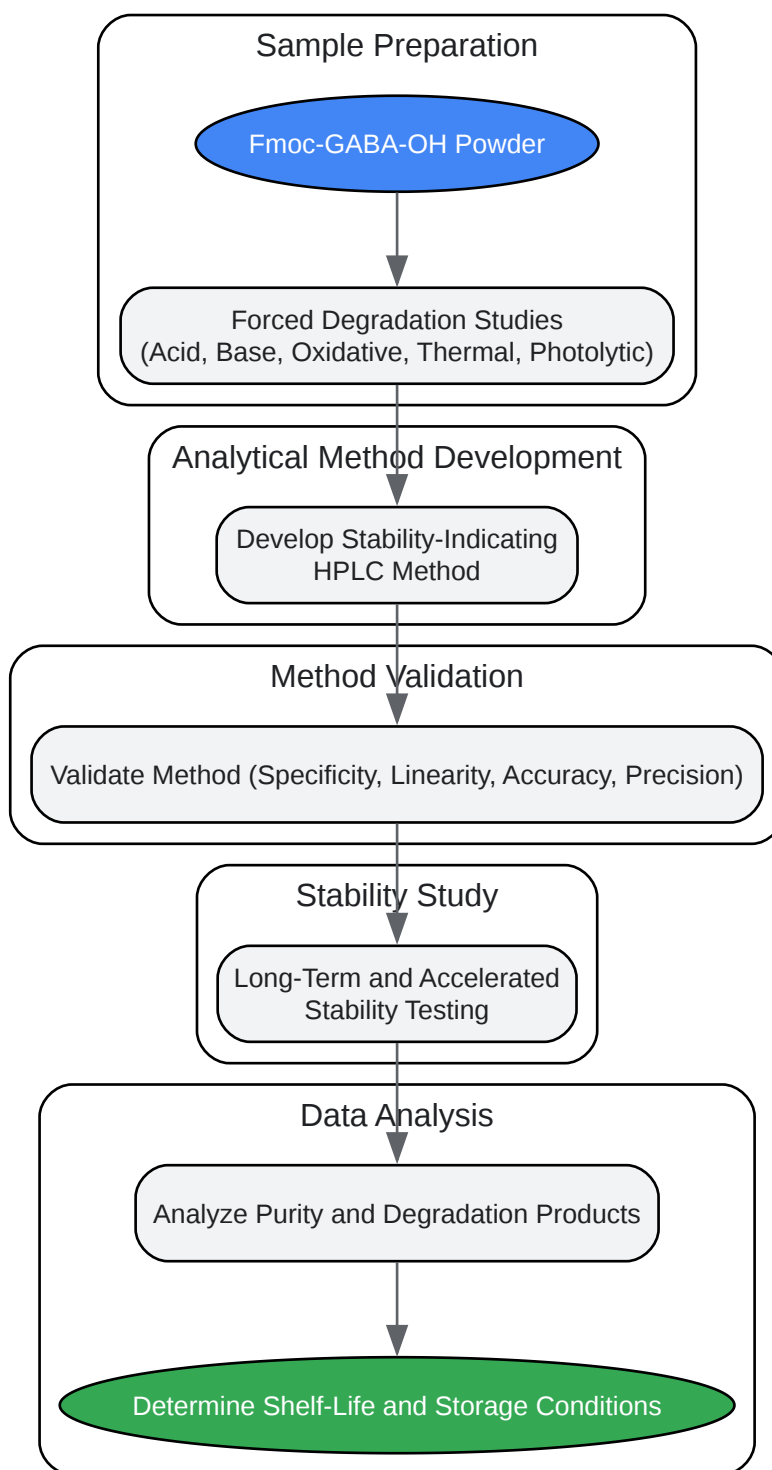 Sample Preparation
Fmoc-GABA-OH Powder
Forced Degradation Studies
(Acid, Base, Oxidative, Thermal, Photolytic)
Analytical Method Development
Develop Stability-Indicating
HPLC Method
Method Validation
Validate Method (Specificity, Linearity, Accuracy, Precision)
Stability Study
Long-Term and Accelerated
Stability Testing
Data Analysis
Analyze Purity and Degradation Products
Determine Shelf-Life and Storage Conditions